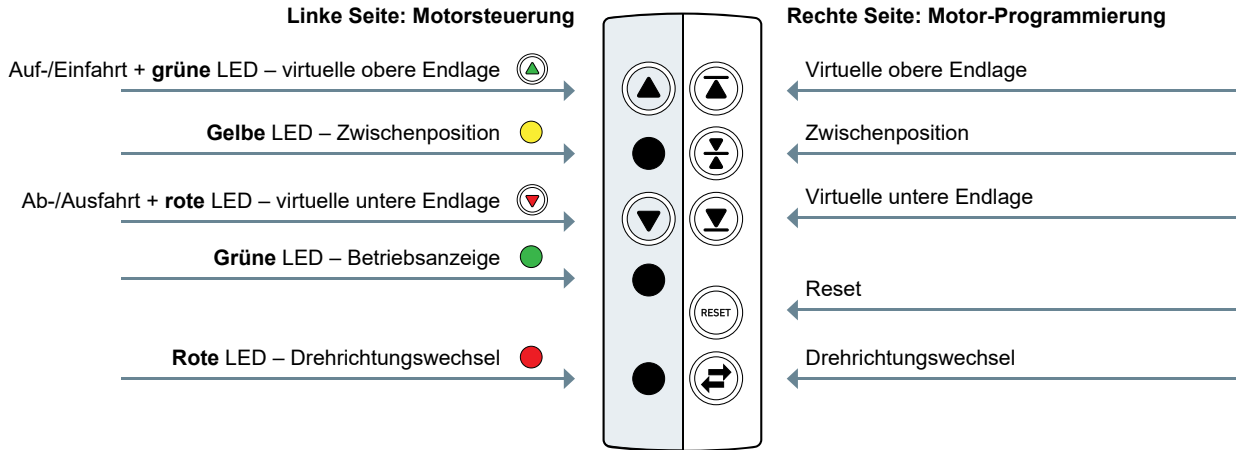 Linke Seite: Motorsteuerung
Auf-/Einfahrt + grüne LED – virtuelle obere Endlage
Gelbe LED – Zwischenposition
Ab-/Ausfahrt + rote LED – virtuelle untere Endlage
Grüne LED – Betriebsanzeige
Rote LED – Drehrichtungswechsel
RESET
Rechte Seite: Motor-Programmierung
Virtuelle obere Endlage
Zwischenposition
Virtuelle untere Endlage
Reset
Drehrichtungswechsel